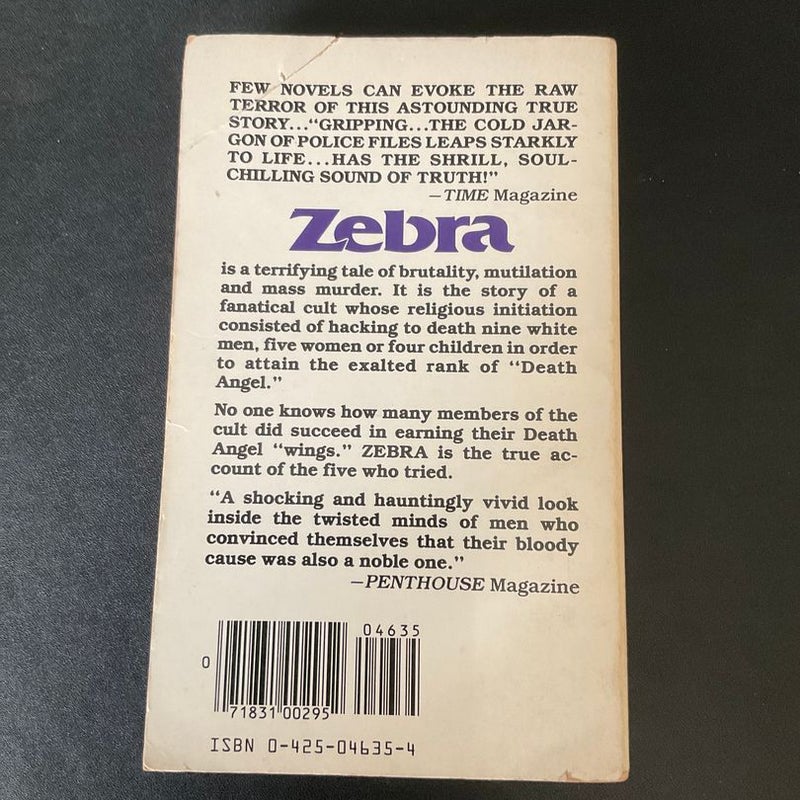 FEW NOVELS CAN EVOKE THE RAW
TERROR OF THIS ASTOUNDING TRUE
STORY...“GRIPPING...THE COLD JAR-
GON OF POLICE FILES LEAPS STARKLY
TO LIFE...HAS THE SHRILL, SOUL-
CHILLING SOUND OF TRUTH!”
—TIME Magazine
Zebra
is a terrifying tale of brutality, mutilation
and mass murder. It is the story of a
fanatical cult whose religious initiation
consisted of hacking to death nine white
men, five women or four children in order
to attain the exalted rank of “Death
Angel.”
No one knows how many members of the
cult did succeed in earning their Death
Angel “wings.” ZEBRA is the true ac-
count of the five who tried.
“A shocking and hauntingly vivid look
inside the twisted minds of men who
convinced themselves that their bloody
cause was also a noble one.”
—PENTHOUSE Magazine
04635
0
71831 00295
ISBN 0-425-04635-4